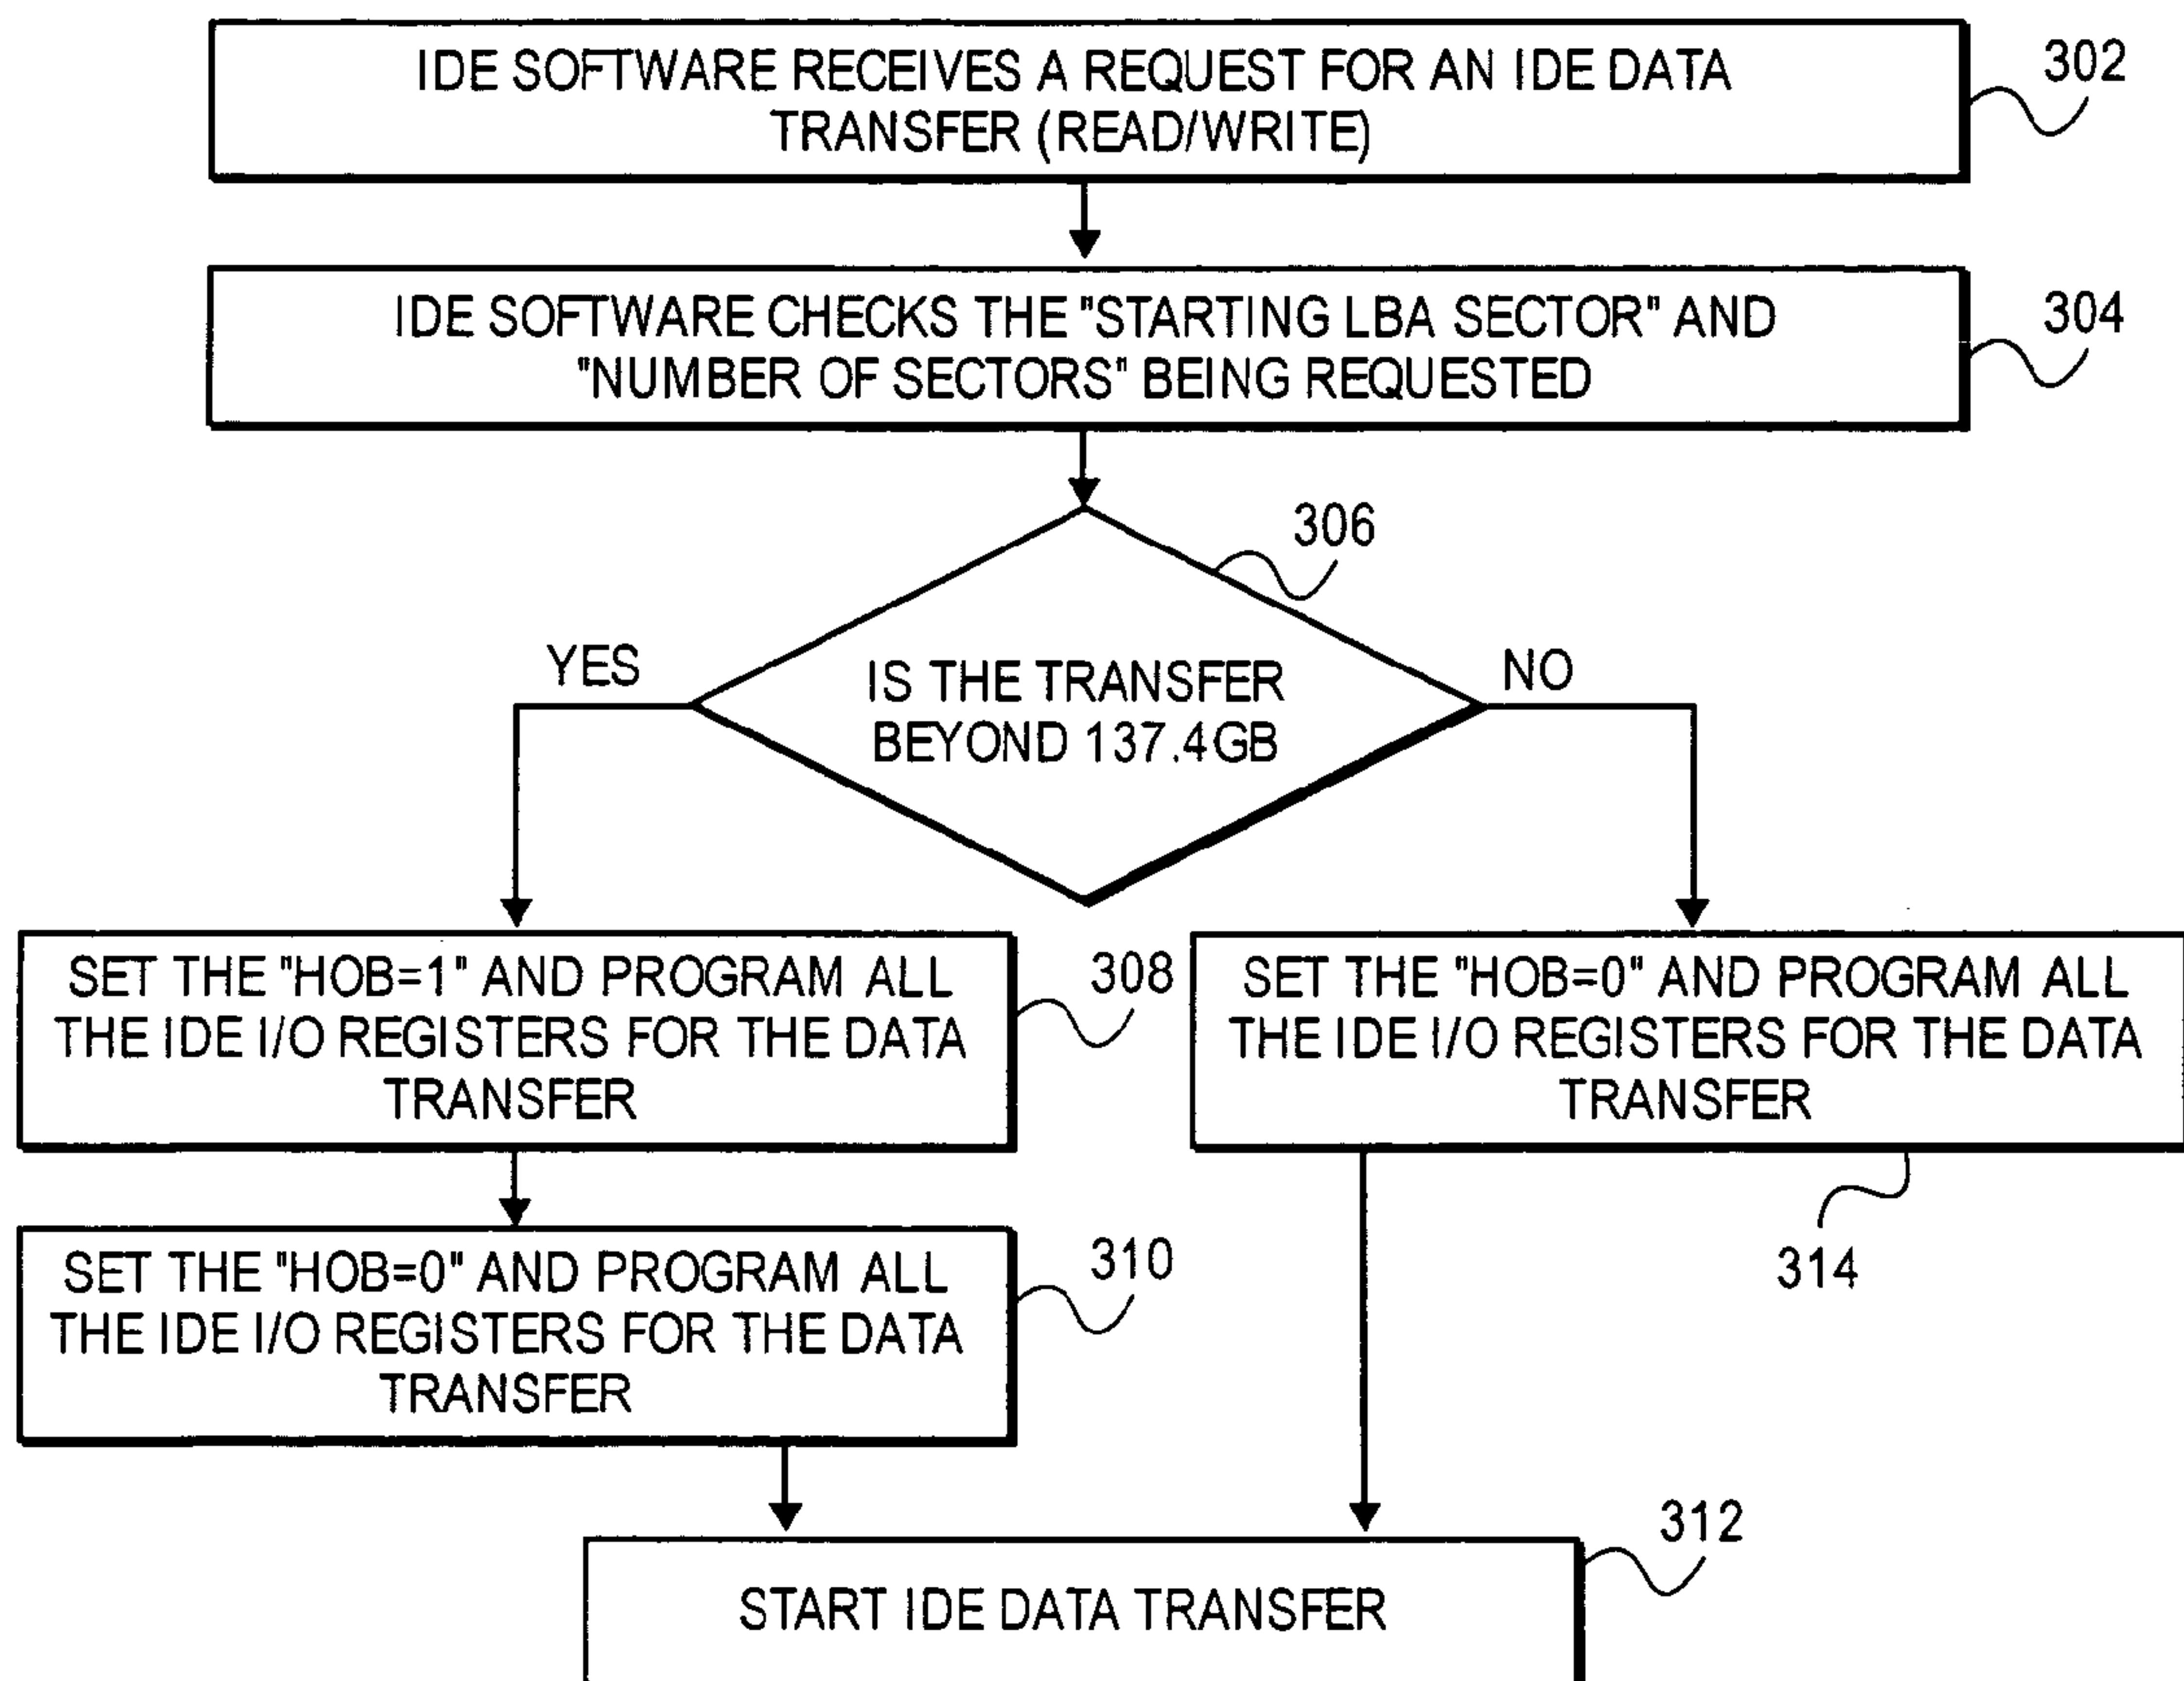 IDE SOFTWARE RECEIVES A REQUEST FOR AN IDE DATA
TRANSFER (READ/WRITE)
302
IDE SOFTWARE CHECKS THE "STARTING LBA SECTOR" AND
"NUMBER OF SECTORS" BEING REQUESTED
304
306
YES
IS THE TRANSFER
BEYOND 137.4GB
NO
SET THE "HOB=1" AND PROGRAM ALL
THE IDE I/O REGISTERS FOR THE DATA
TRANSFER
308
SET THE "HOB=0" AND PROGRAM ALL
THE IDE I/O REGISTERS FOR THE DATA
TRANSFER
314
SET THE "HOB=0" AND PROGRAM ALL
THE IDE I/O REGISTERS FOR THE DATA
TRANSFER
310
START IDE DATA TRANSFER
312